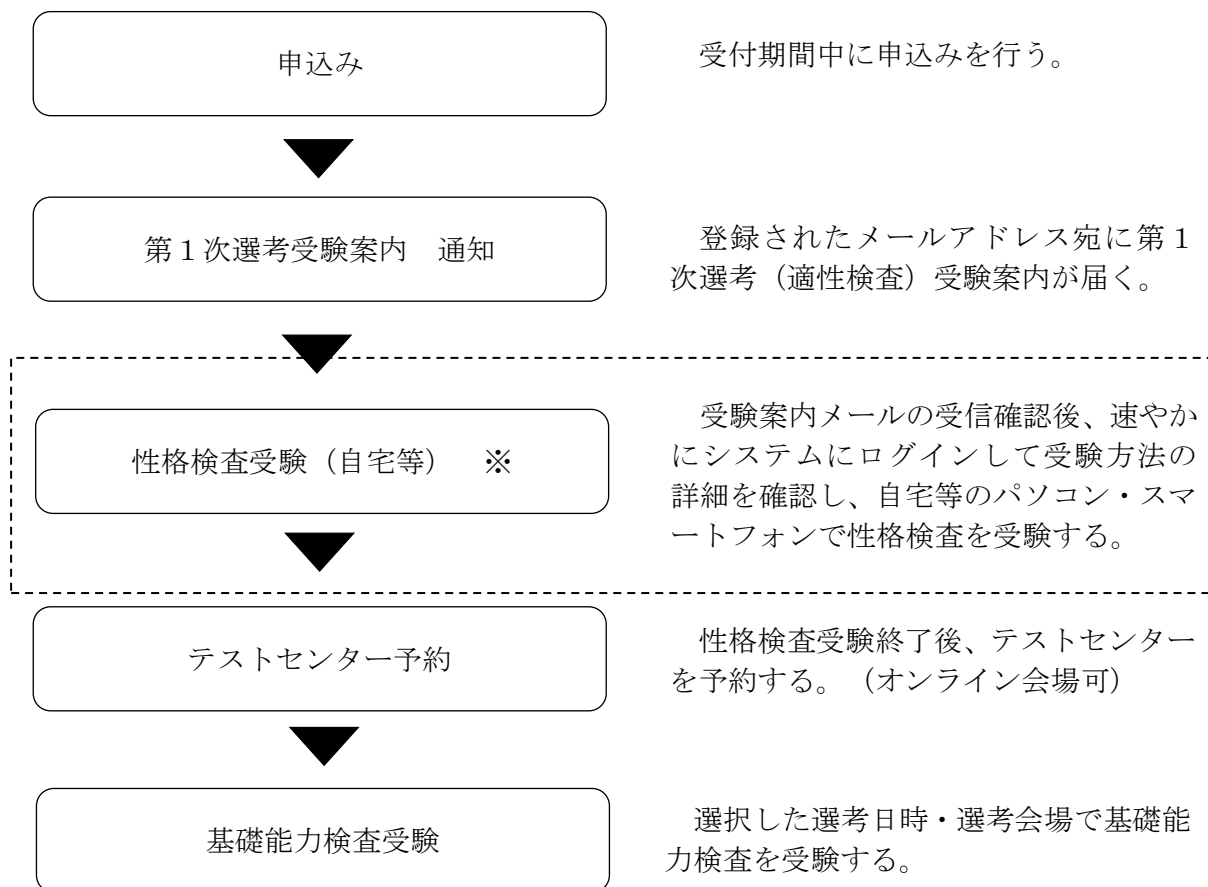 申込み
受付期間中に申込みを行う。
第１次選考受験案内　通知
登録されたメールアドレス宛に第１
次選考（適性検査）受験案内が届く。
性格検査受験（自宅等）　※
受験案内メールの受信確認後、速やか
にシステムにログインして受験方法の
詳細を確認し、自宅等のパソコン・スマ
ートフォンで性格検査を受験する。
テストセンター予約
性格検査受験終了後、テストセンター
を予約する。（オンライン会場可）
基礎能力検査受験
選択した選考日時・選考会場で基礎能
力検査を受験する。